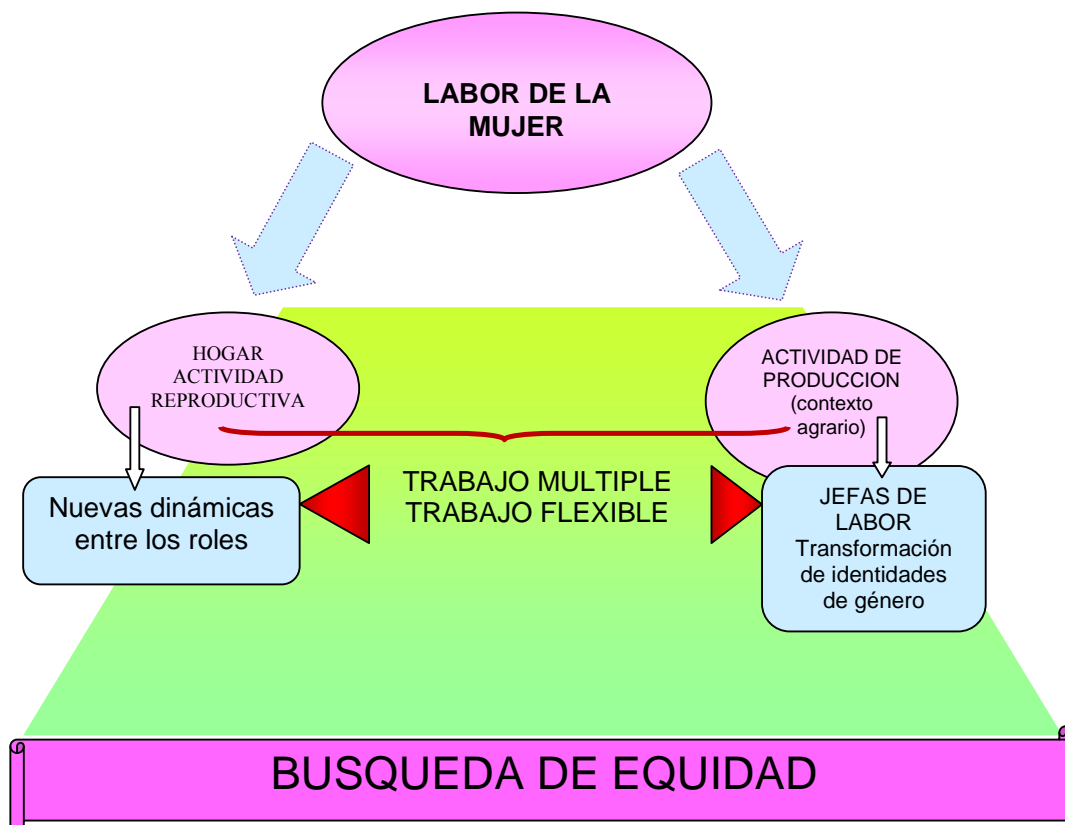 LABOR DE LA
MUJER
HOGAR
ACTIVIDAD
REPRODUCTIVA
ACTIVIDAD DE
PRODUCCION
(contexto
agrario)
TRABAJO MULTIPLE
TRABAJO FLEXIBLE
Nuevas dinámicas
entre los roles
JEFAS DE
LABOR
Transformación
de identidades
de género
BUSQUEDA DE EQUIDAD